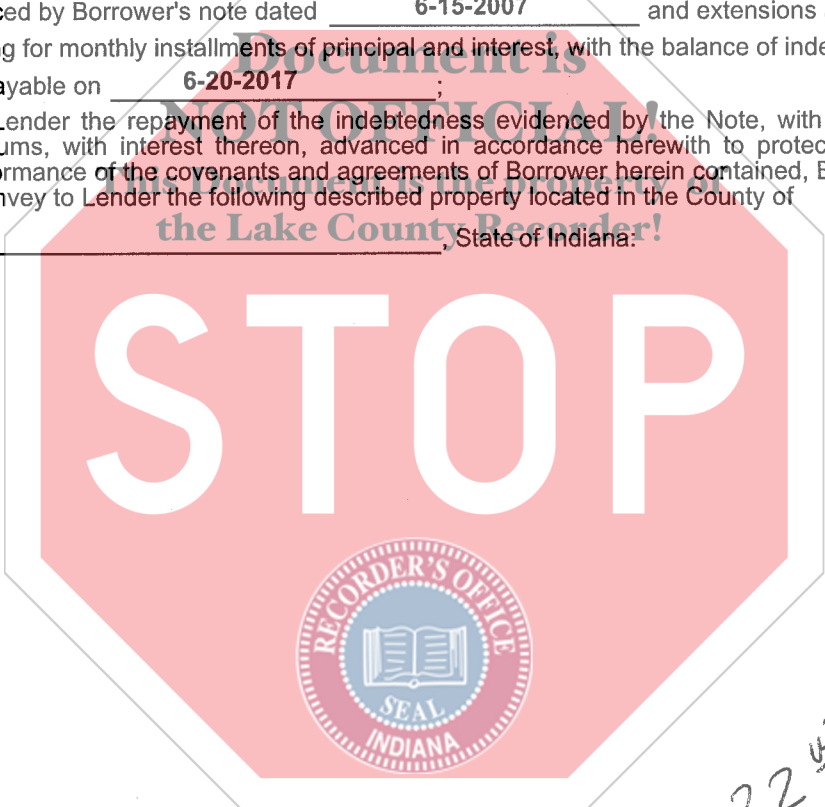 ced by Borrower's note dated 6-15-2007 and extensions
g for monthly installments of principal and interest, with the balance of inde
Document is
ayable on 6-20-2017 ;
NOT OFFICIAL!
Lender the repayment of the indebtedness evidenced by the Note, with
ums, with interest thereon, advanced in accordance herewith to protec
ormance of the covenants and agreements of Borrower herein contained, B
This Document is the property of
nvey to Lender the following described property located in the County of
the Lake County Recorder!
, State of Indiana:
STOP
RECORDER'S OFFICE
SEAL
INDIANA
22